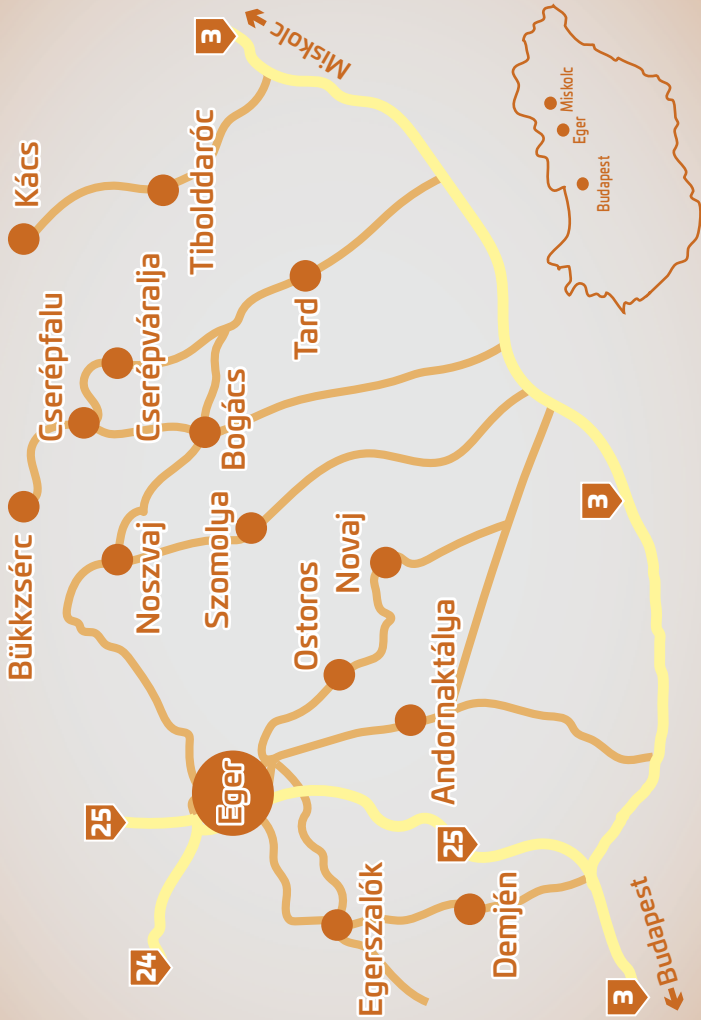 Kács
Tibolddaróc
3
Miskolc
Cserépfalu
Cserépváralja
Tard
Bükkzsérc
Bogács
Noszvaj
Szomolya
Ostoros
Novaj
Andornaktálya
Eger
25
24
25
Egerszalók
Demjén
3
3
Budapest
Miskolc
Eger
Budapest